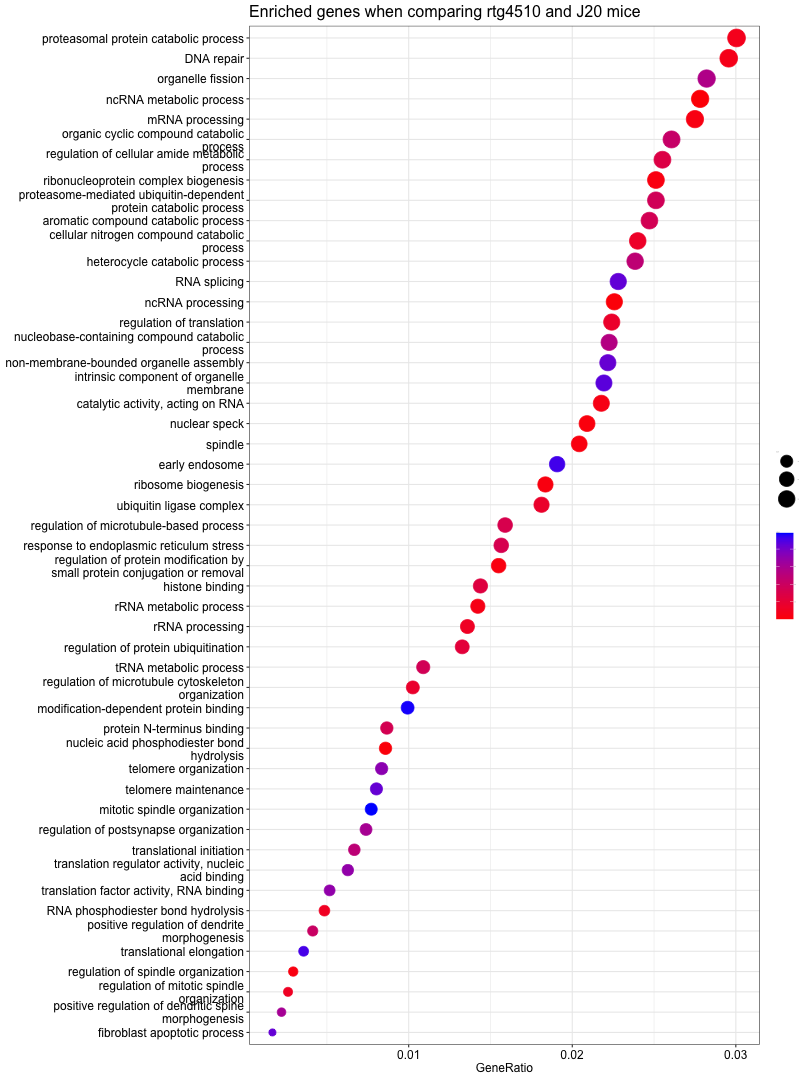 Enriched genes when comparing rtg4510 and J20 mice
proteasomal protein catabolic process
DNA repair
organelle fission
ncRNA metabolic process
mRNA processing
organic cyclic compound catabolic
process
regulation of cellular amide metabolic
process
ribonucleoprotein complex biogenesis
proteasome-mediated ubiquitin-dependent
protein catabolic process
aromatic compound catabolic process
cellular nitrogen compound catabolic
process
heterocycle catabolic process
RNA splicing
ncRNA processing
regulation of translation
nucleobase-containing compound catabolic
process
non-membrane-bounded organelle assembly
intrinsic component of organelle
membrane
catalytic activity, acting on RNA
nuclear speck
spindle
early endosome
ribosome biogenesis
ubiquitin ligase complex
regulation of microtubule-based process
response to endoplasmic reticulum stress
regulation of protein modification by
small protein conjugation or removal
histone binding
rRNA metabolic process
rRNA processing
regulation of protein ubiquitination
tRNA metabolic process
regulation of microtubule cytoskeleton
organization
modification-dependent protein binding
protein N-terminus binding
nucleic acid phosphodiester bond
hydrolysis
telomere organization
telomere maintenance
mitotic spindle organization
regulation of postsynapse organization
translational initiation
translation regulator activity, nucleic
acid binding
translation factor activity, RNA binding
RNA phosphodiester bond hydrolysis
positive regulation of dendrite
morphogenesis
translational elongation
regulation of spindle organization
regulation of mitotic spindle
organization
positive regulation of dendritic spine
morphogenesis
fibroblast apoptotic process
0.01
0.02
0.03
GeneRatio